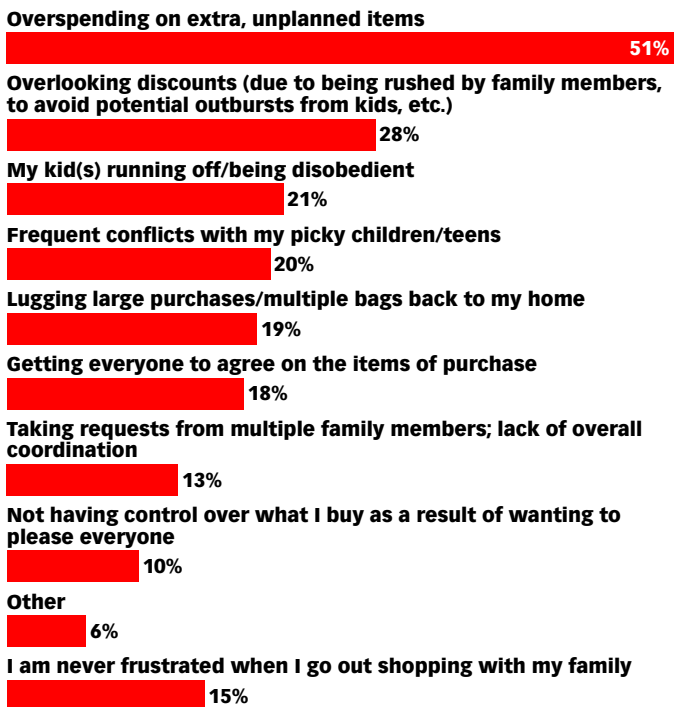 Overspending on extra, unplanned items
51%
Overlooking discounts (due to being rushed by family members,
to avoid potential outbursts from kids, etc.)
28%
My kid(s) running off/being disobedient
21%
Frequent conflicts with my picky children/teens
20%
Lugging large purchases/multiple bags back to my home
19%
Getting everyone to agree on the items of purchase
18%
Taking requests from multiple family members; lack of overall
coordination
13%
Not having control over what I buy as a result of wanting to
please everyone
10%
Other
6%
I am never frustrated when I go out shopping with my family
15%